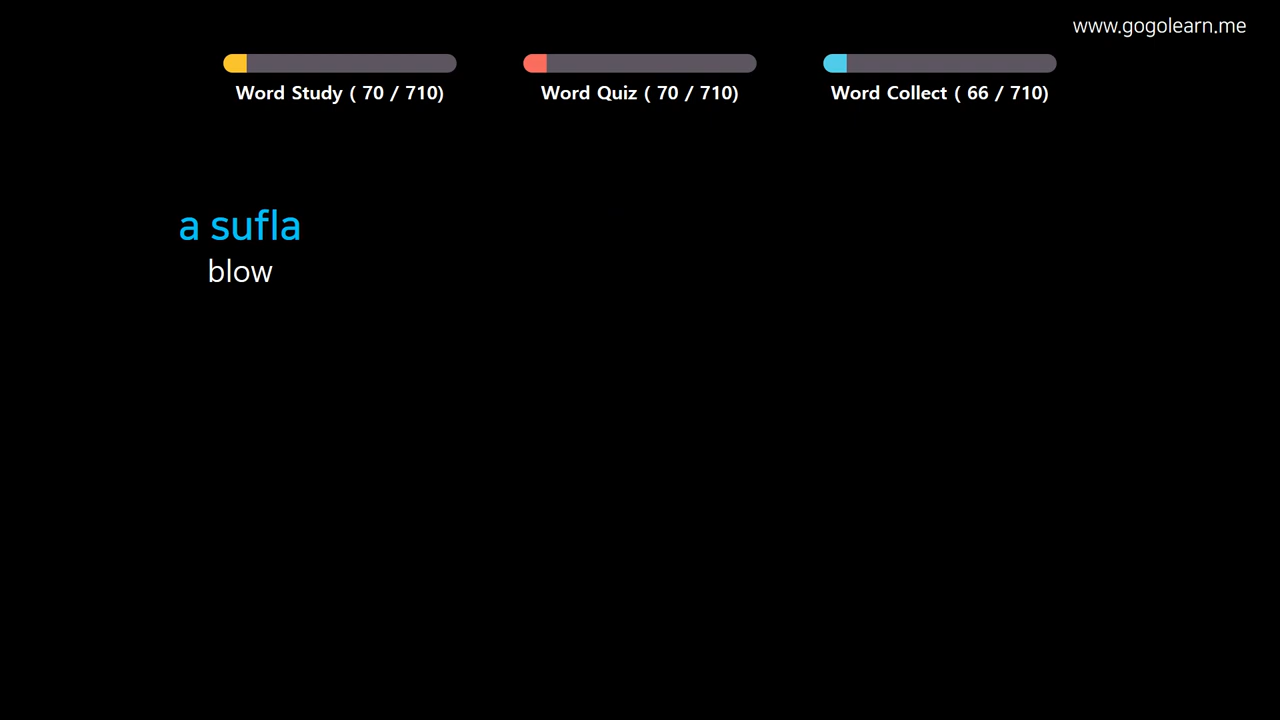 www.gogolearn.me
Word Study ( 70 / 710)
Word Quiz ( 70 / 710)
Word Collect ( 66 / 710)
a sufla
blow